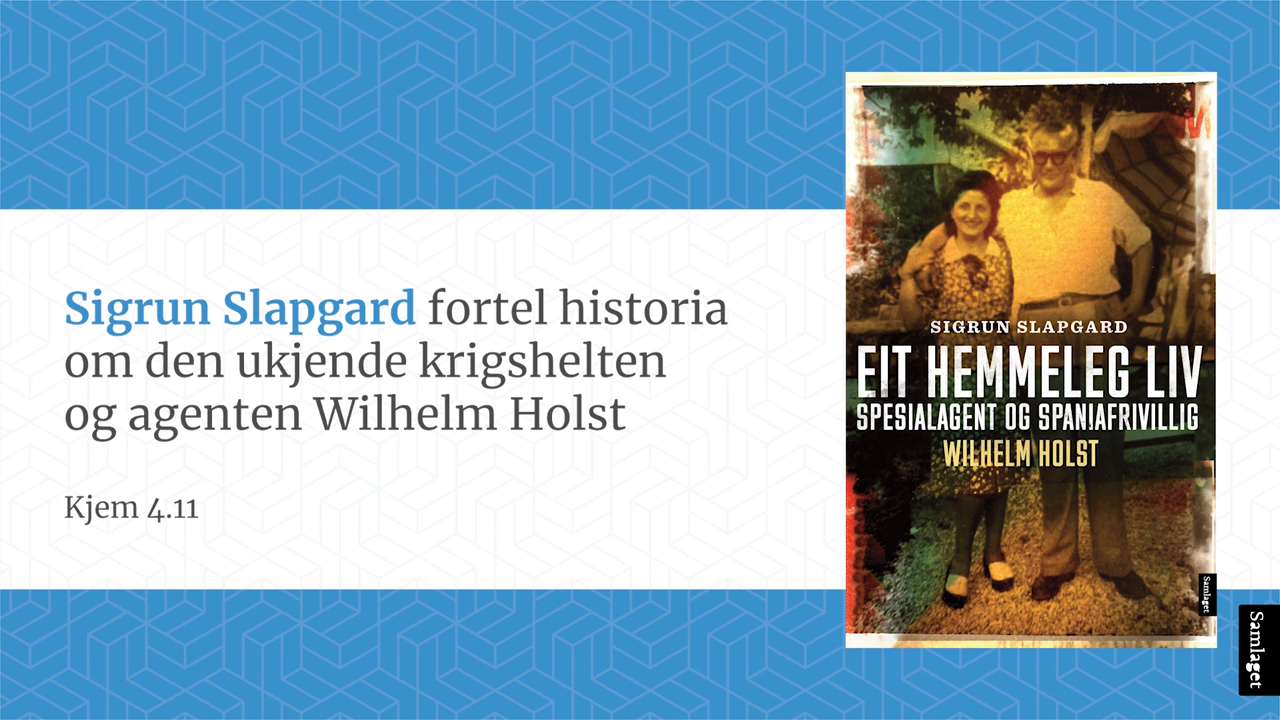 Sigrun Slapgard fortel historia
om den ukjende krigshelten
og agenten Wilhelm Holst
Kjem 4.11
SIGRUN SLAPGARD
EIT HEMMELEG LIV
SPESIALAGENT OG SPANIAFRIVILLIG
WILHELM HOLST
Samlaget
Samlaget